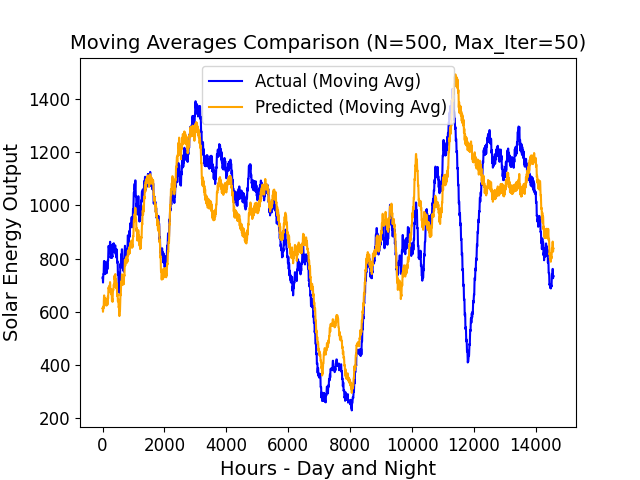 Moving Averages Comparison (N=500, Max_Iter=50)
Actual (Moving Avg)
Predicted (Moving Avg)
Solar Energy Output
1400
1200
1000
800
600
400
200
0 2000 4000 6000 8000 10000 12000 14000
Hours - Day and Night